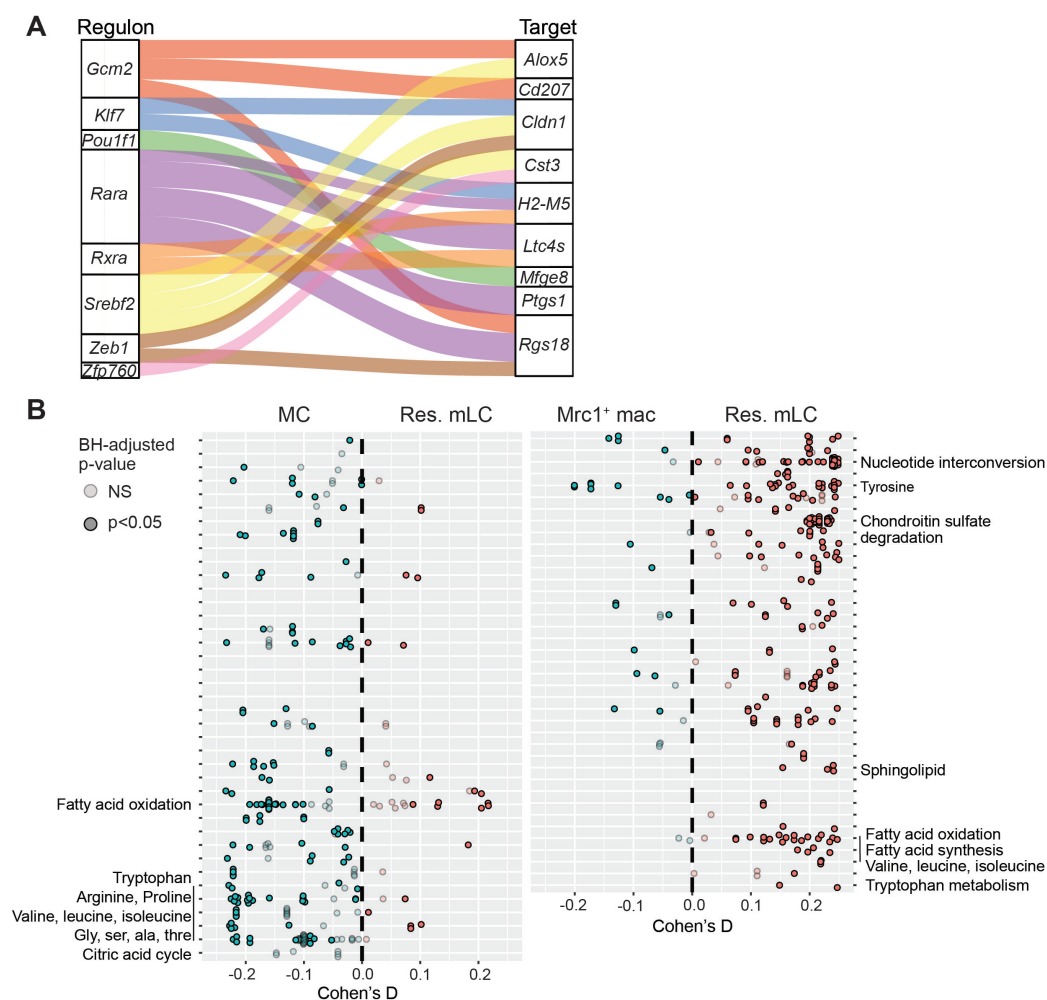 A
Regulon
Target
Gcm2
Klf7
Pou1f1
Rara
Rxra
Srebf2
Zeb1
Zfp760
Alox5
Cd207
Cldn1
Cst3
H2-M5
Ltc4s
Mfge8
Ptgs1
Rgs18
B
MC
Res. mLC
Mrc1⁺ mac
Res. mLC
BH-adjusted
p-value
NS
p<0.05
Fatty acid oxidation
Tryptophan
Arginine, Proline
Valine, leucine, isoleucine
Gly, ser, ala, thre
Citric acid cycle
-0.2
-0.1
0.0
0.1
0.2
Cohen's D
Nucleotide interconversion
Tyrosine
Chondroitin sulfate
degradation
Sphingolipid
Fatty acid oxidation
Fatty acid synthesis
Valine, leucine, isoleucine
Tryptophan metabolism
-0.2
-0.1
0.0
0.1
0.2
Cohen's D